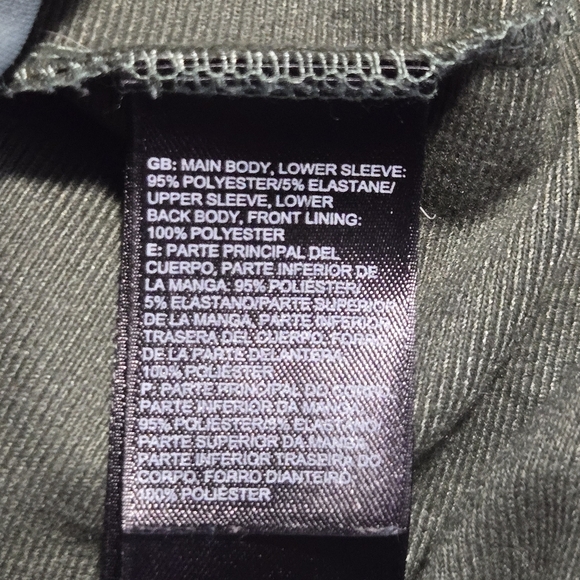 GB: MAIN BODY, LOWER SLEEVE:
95% POLYESTER/5% ELASTANE/
UPPER SLEEVE, LOWER
BACK BODY, FRONT LINING:
100% POLYESTER
E: PARTE PRINCIPAL DEL
CUERPO, PARTE INFERIOR DE
LA MANGA: 95% POLIÉSTER/
5% ELASTANO/PARTE SUPERIOR
DE LA MANGA, PARTE INFERIOR
TRASERA DEL CUERPO, FORRO
DE LA PARTE DELANTERA:
100% POLIÉSTER
P: PARTE PRINCIPAL DO CORPO,
PARTE INFERIOR DA MANGA:
95% POLIÉSTER/5% ELASTANO/
PARTE SUPERIOR DA MANGA,
PARTE INFERIOR TRASEIRA DO
CORPO, FORRO DIANTEIRO:
100% POLIÉSTER